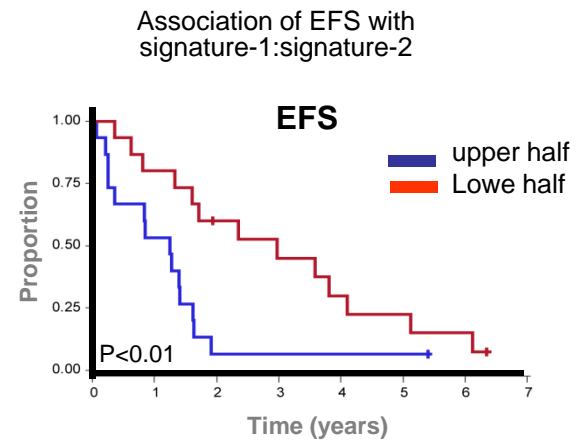 Association of EFS with
signature-1:signature-2
EFS
upper half
Lowe half
Proportion
1.00
0.75
0.50
0.25
0.00
P<0.01
0 1 2 3 4 5 6 7
Time (years)